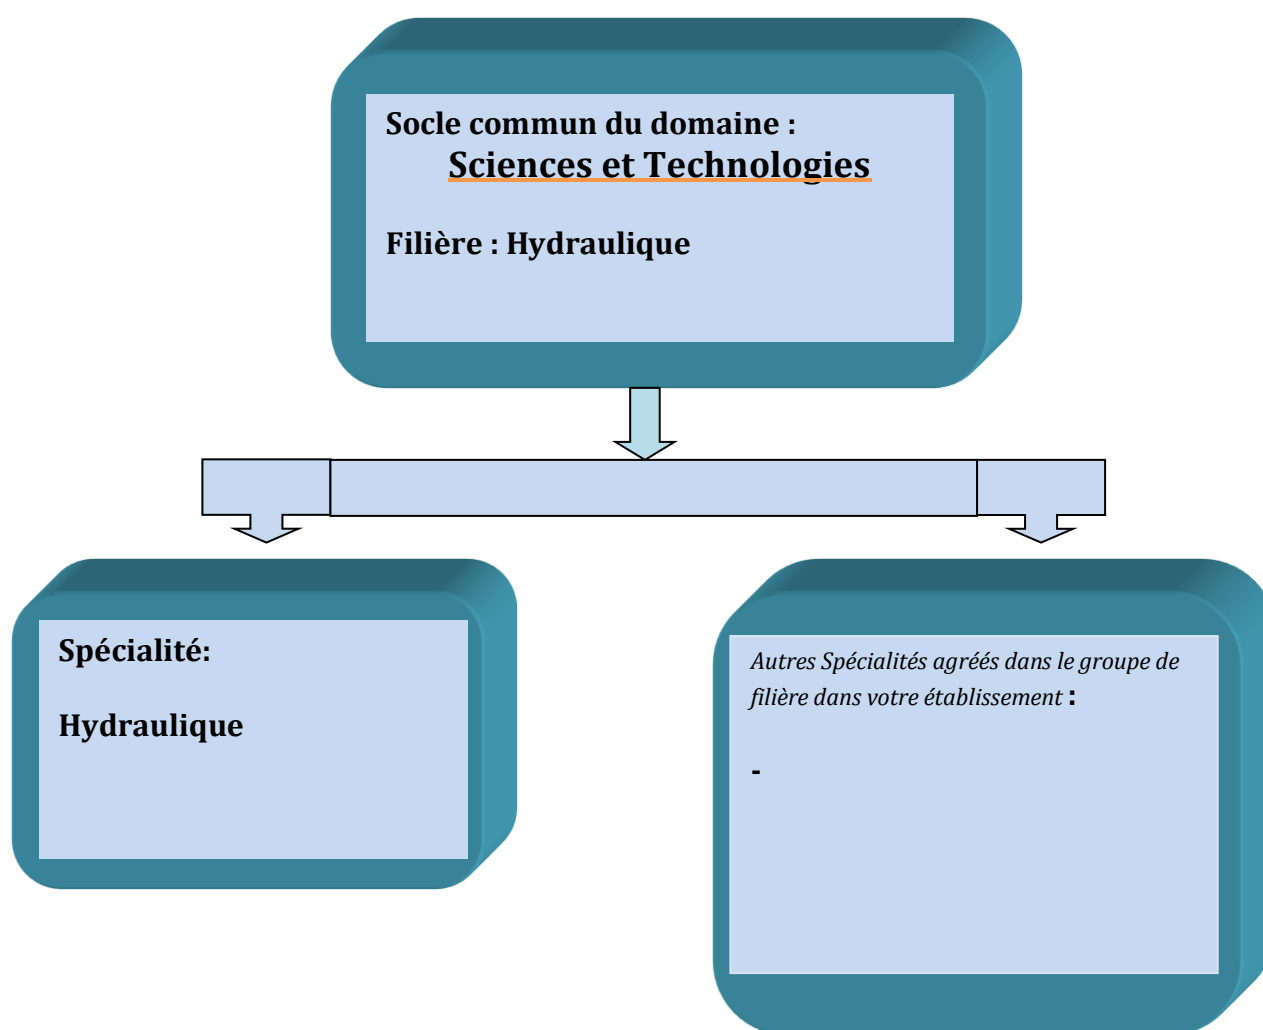 Socle commun du domaine :
Sciences et Technologies
Filière : Hydraulique
Spécialité:
Hydraulique
Autres Spécialités agréés dans le groupe de
filière dans votre établissement :
-